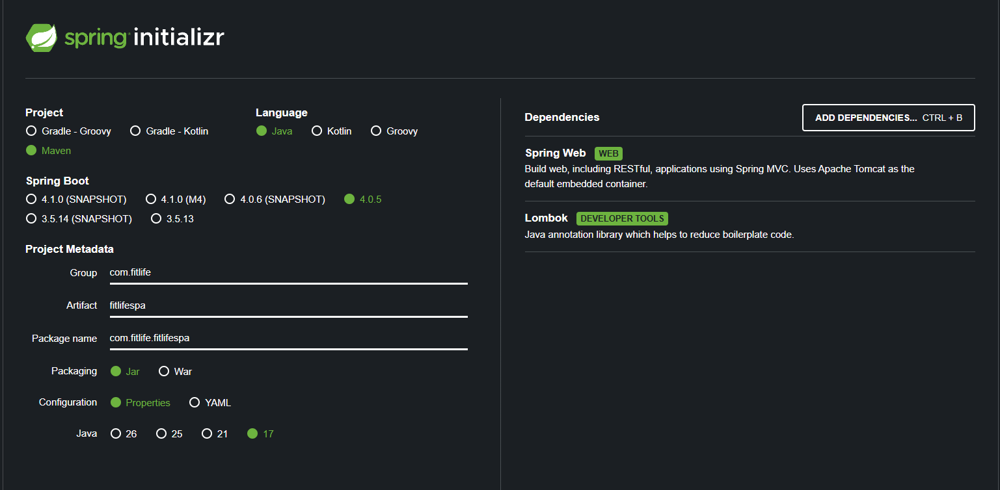 spring initializr
Project
Gradle - Groovy Gradle - Kotlin
Maven
Language
Java Kotlin Groovy
Spring Boot
4.1.0 (SNAPSHOT) 4.1.0 (M4) 4.0.6 (SNAPSHOT) 4.0.5
3.5.14 (SNAPSHOT) 3.5.13
Project Metadata
Group com.fitlife
Artifact fitlifespa
Package name com.fitlife.fitlifespa
Packaging Jar War
Configuration Properties YAML
Java 26 25 21 17
Dependencies ADD DEPENDENCIES... CTRL + B
Spring Web WEB
Build web, including RESTful, applications using Spring MVC. Uses Apache Tomcat as the
default embedded container.
Lombok DEVELOPER TOOLS
Java annotation library which helps to reduce boilerplate code.